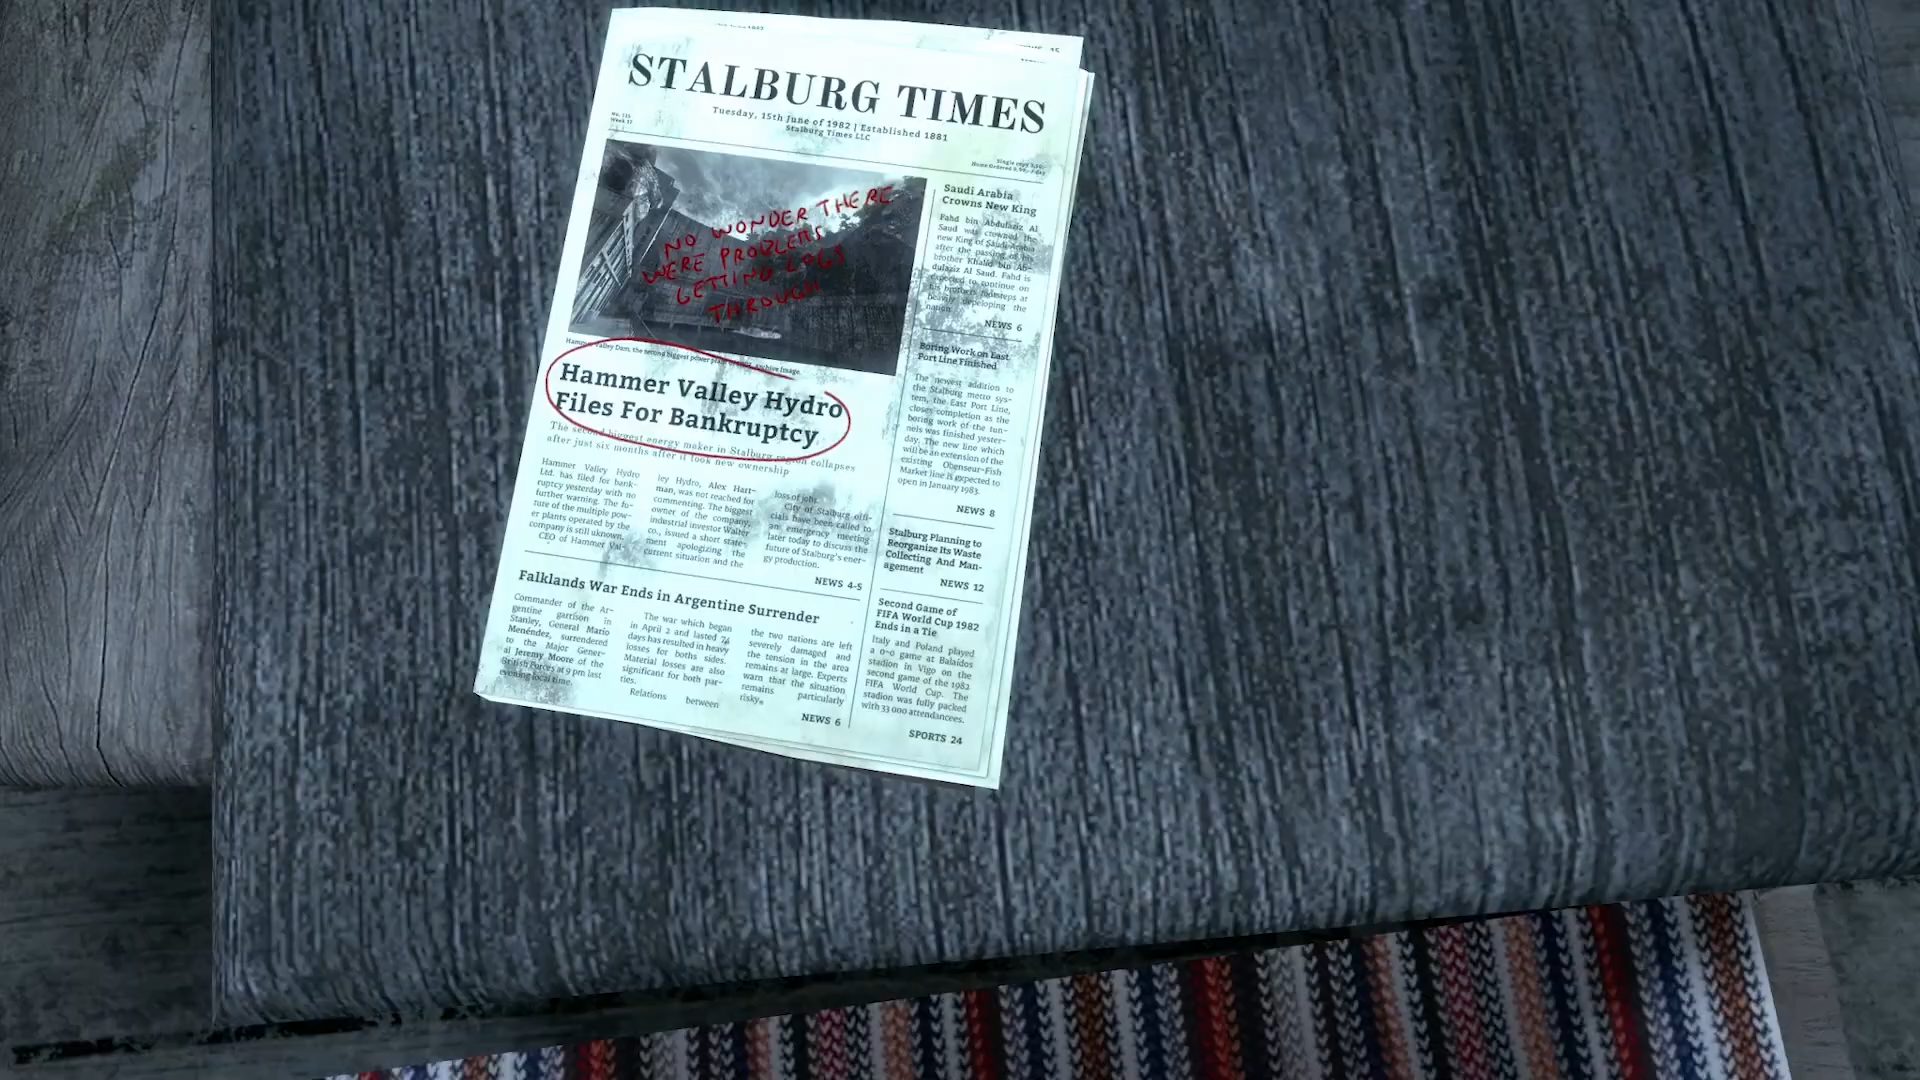 STALBURG TIMES
Tuesday, 15th June of 1982 | Established 1881
Stalburg Times LLC
NO WONDER THERE
WERE PROBLEMS
GETTING LOGS
THROUGH
Hammer Valley Dam, the second biggest power plant
Archive Image.
Hammer Valley Hydro
Files For Bankruptcy
The second biggest energy maker in Stalburg region collapses
after just six months after it took new ownership
Hammer Valley Hydro
Ltd. has filed for bank-
ruptcy yesterday with no
further warning. The fu-
ture of the multiple pow-
er plants operated by the
company is still uknown.
CEO of Hammer Val-
ley Hydro, Alex Hart-
man, was not reached for
commenting. The biggest
owner of the company,
industrial investor Walter
co., issued a short state-
ment apologizing the
current situation and the
loss of jobs.
City of Stalburg offi-
cials have been called to
an emergency meeting
later today to discuss the
future of Stalburg's ener-
gy production.
NEWS 4-5
Falklands War Ends in Argentine Surrender
Commander of the Ar-
gentine garrison in
Stanley, General Mario
Menéndez, surrendered
to the Major Gener-
al Jeremy Moore of the
British Forces at 9 pm last
evening local time.
The war which began
in April 2 and lasted 74
days has resulted in heavy
losses for boths sides.
Material losses are also
significant for both par-
ties.
Relations between
the two nations are left
severely damaged and
the tension in the area
remains at large. Experts
warn that the situation
remains particularly
risky.
NEWS 6
Saudi Arabia
Crowns New King
Fahd bin Abdulaziz Al
Saud was crowned the
new King of Saudi Arabia
after the passing of his
brother Khalid bin Ab-
dulaziz Al Saud. Fahd is
expected to continue on
his brothers footsteps at
heavily developing the
nation.
NEWS 6
Boring Work on East
Port Line Finished
The newest addition to
the Stalburg metro sys-
tem, the East Port Line,
closes completion as the
boring work of the tun-
nels was finished yester-
day. The new line which
will be an extension of the
existing Obenseur-Fish
Market line is expected to
open in January 1983.
NEWS 8
Stalburg Planning to
Reorganize Its Waste
Collecting And Man-
agement
NEWS 12
Second Game of
FIFA World Cup 1982
Ends in a Tie
Italy and Poland played
a 0-0 game at Balaídos
stadium in Vigo on the
second game of the 1982
FIFA World Cup. The
stadium was fully packed
with 33 000 attendancees.
SPORTS 24